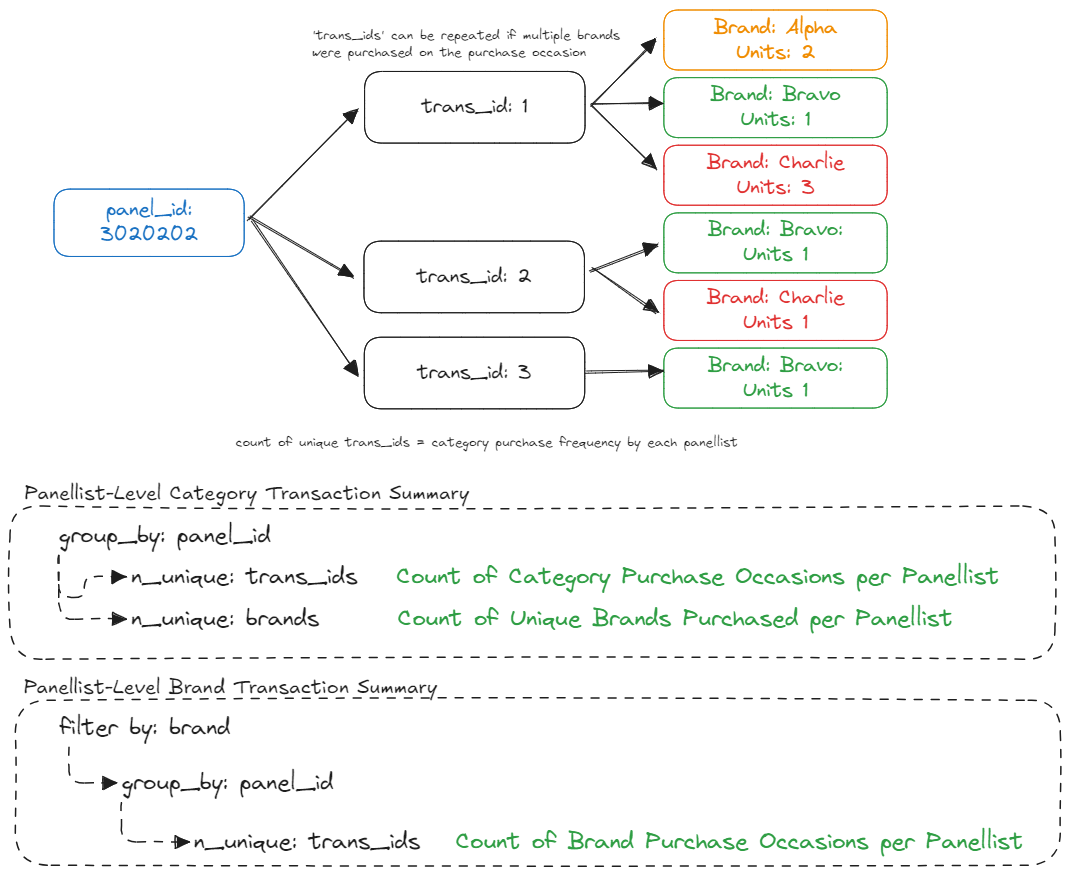 'trans_ids' can be repeated if multiple brands
were purchased on the purchase occasion
Brand: Alpha
Units: 2
trans_id: 1
Brand: Bravo
Units: 1
Brand: Charlie
Units: 3
panel_id:
3020202
Brand: Bravo:
Units 1
trans_id: 2
Brand: Charlie
Units 1
trans_id: 3
Brand: Bravo:
Units 1
count of unique trans_ids = category purchase frequency by each panellist
Panellist-Level Category Transaction Summary
group_by: panel_id
n_unique: trans_ids Count of Category Purchase Occasions per Panellist
n_unique: brands Count of Unique Brands Purchased per Panellist
Panellist-Level Brand Transaction Summary
filter by: brand
group_by: panel_id
n_unique: trans_ids Count of Brand Purchase Occasions per Panellist